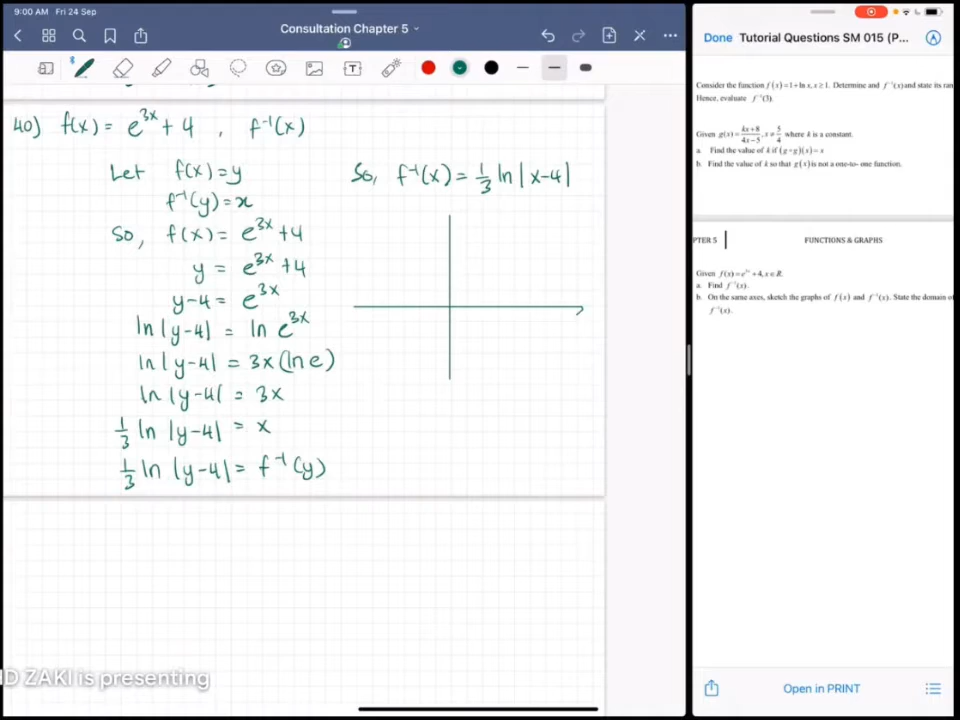 9:00 AM Fri 24 Sep
Consultation Chapter 5
40) f(x) = e^{3x} + 4 , f⁻¹(x)
Let f(x) = y
f⁻¹(y) = x
So, f(x) = e^{3x} + 4
y = e^{3x} + 4
y-4 = e^{3x}
ln|y-4| = ln e^{3x}
ln|y-4| = 3x(ln e)
ln|y-4| = 3x
1/3 ln |y-4| = x
1/3 ln |y-4| = f⁻¹(y)
So, f⁻¹(x) = 1/3 ln|x-4|
D ZAKI is presenting
Done Tutorial Questions SM 015 (P...
Consider the function f(x)=1+ln x, x≥1. Determine and f⁻¹(x) and state its ran
Hence, evaluate f⁻¹(3).
Given g(x)= (kx+8)/(4x-5), x≠ 5/4 where k is a constant.
a. Find the value of k if (g∘g)(x)=x
b. Find the value of k so that g(x) is not a one-to- one function.
PTER 5 FUNCTIONS & GRAPHS
Given f(x)=e^{3x}+4, x∈R.
a. Find f⁻¹(x).
b. On the same axes, sketch the graphs of f(x) and f⁻¹(x). State the domain o
f⁻¹(x).
Open in PRINT